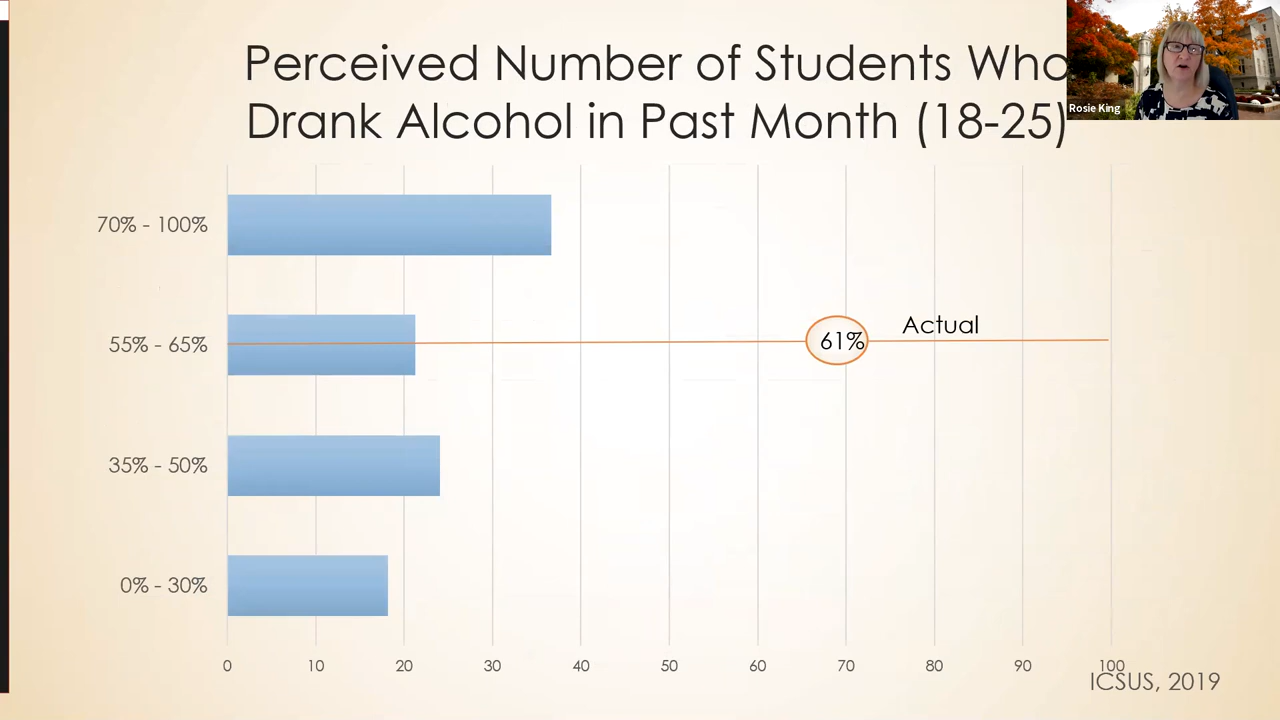 Perceived Number of Students Who
Drank Alcohol in Past Month (18-25)
Rosie King
70% - 100%
55% - 65%
61%
Actual
35% - 50%
0% - 30%
0 10 20 30 40 50 60 70 80 90 100
ICSUS, 2019